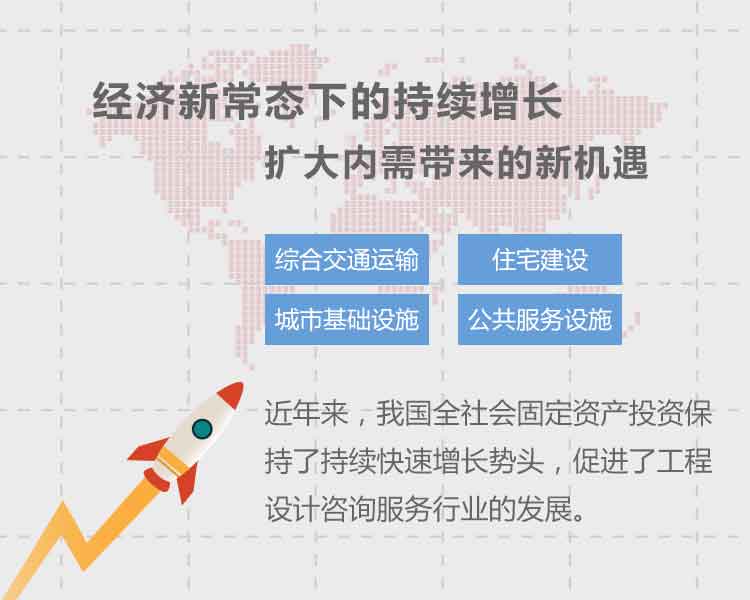 经济新常态下的持续增长
扩大内需带来的新机遇
综合交通运输 住宅建设
城市基础设施 公共服务设施
近年来，我国全社会固定资产投资保
持了持续快速增长势头，促进了工程
设计咨询服务行业的发展。